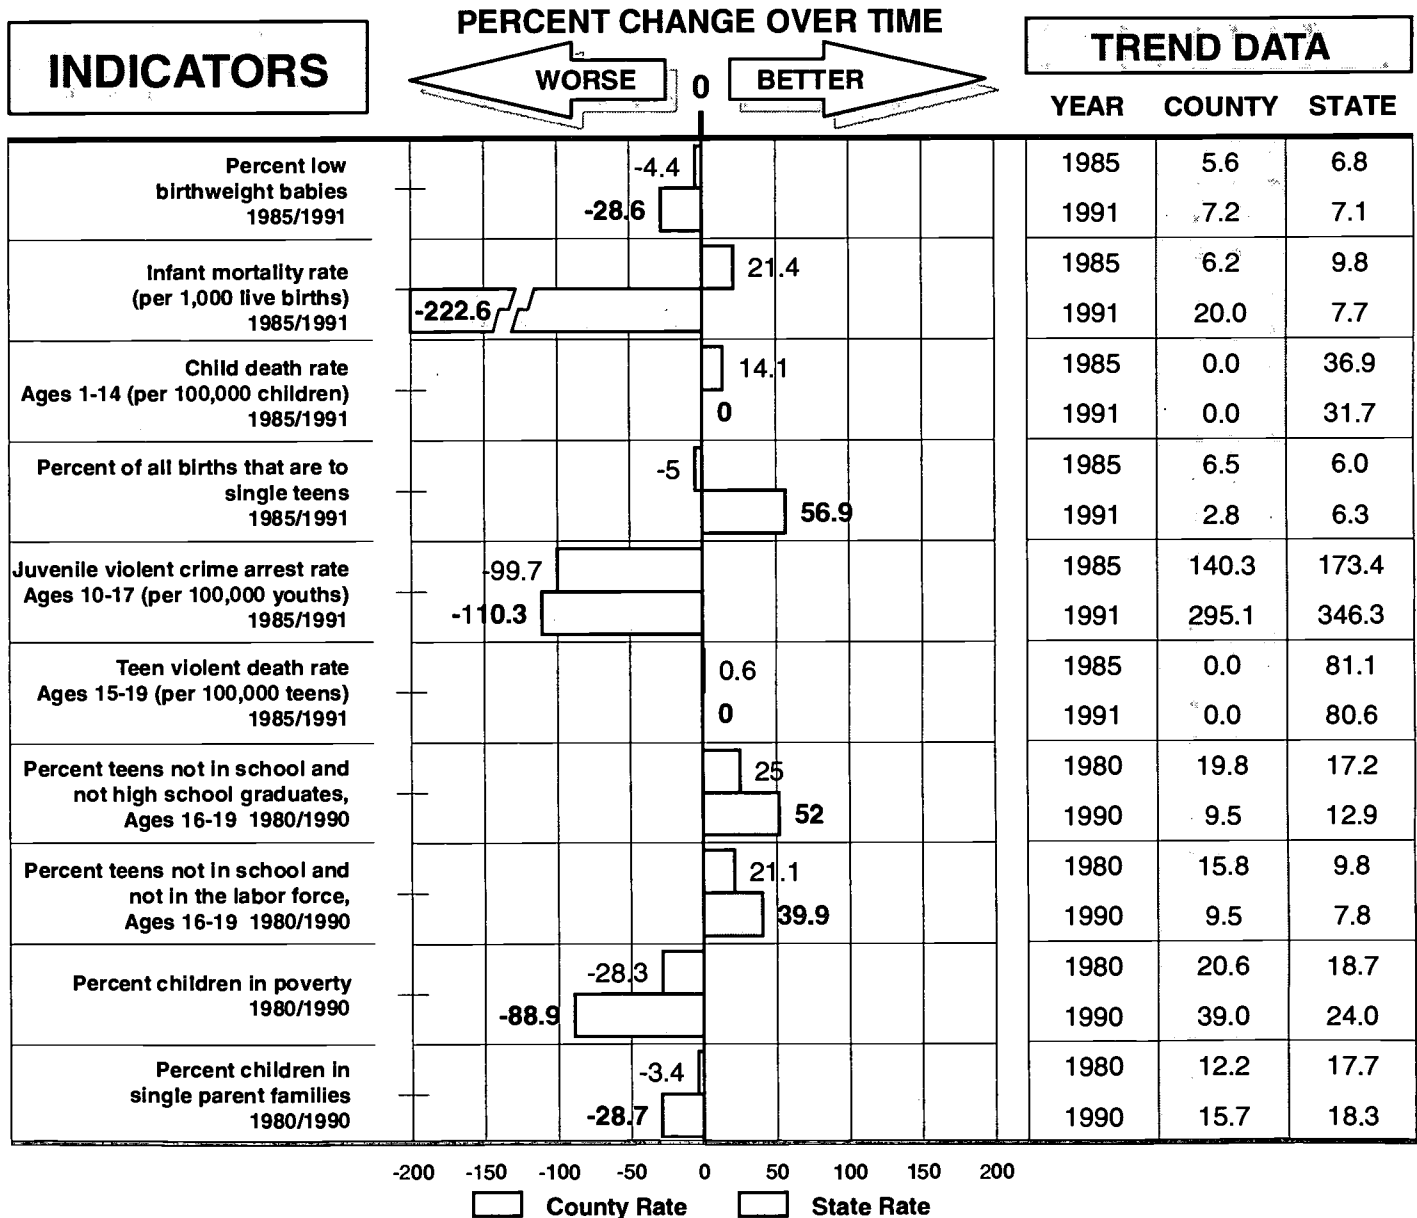 PERCENT CHANGE OVER TIME
INDICATORS
WORSE
0
BETTER
TREND DATA
YEAR COUNTY STATE
Percent low
birthweight babies
1985/1991
-4.4
-28.6
1985 5.6 6.8
1991 7.2 7.1
Infant mortality rate
(per 1,000 live births)
1985/1991
21.4
-222.6
1985 6.2 9.8
1991 20.0 7.7
Child death rate
Ages 1-14 (per 100,000 children)
1985/1991
14.1
0
1985 0.0 36.9
1991 0.0 31.7
Percent of all births that are to
single teens
1985/1991
-5
56.9
1985 6.5 6.0
1991 2.8 6.3
Juvenile violent crime arrest rate
Ages 10-17 (per 100,000 youths)
1985/1991
-99.7
-110.3
1985 140.3 173.4
1991 295.1 346.3
Teen violent death rate
Ages 15-19 (per 100,000 teens)
1985/1991
0.6
0
1985 0.0 81.1
1991 0.0 80.6
Percent teens not in school and
not high school graduates,
Ages 16-19 1980/1990
25
52
1980 19.8 17.2
1990 9.5 12.9
Percent teens not in school and
not in the labor force,
Ages 16-19 1980/1990
21.1
39.9
1980 15.8 9.8
1990 9.5 7.8
Percent children in poverty
1980/1990
-28.3
-88.9
1980 20.6 18.7
1990 39.0 24.0
Percent children in
single parent families
1980/1990
-3.4
-28.7
1980 12.2 17.7
1990 15.7 18.3
-200 -150 -100 -50 0 50 100 150 200
County Rate State Rate